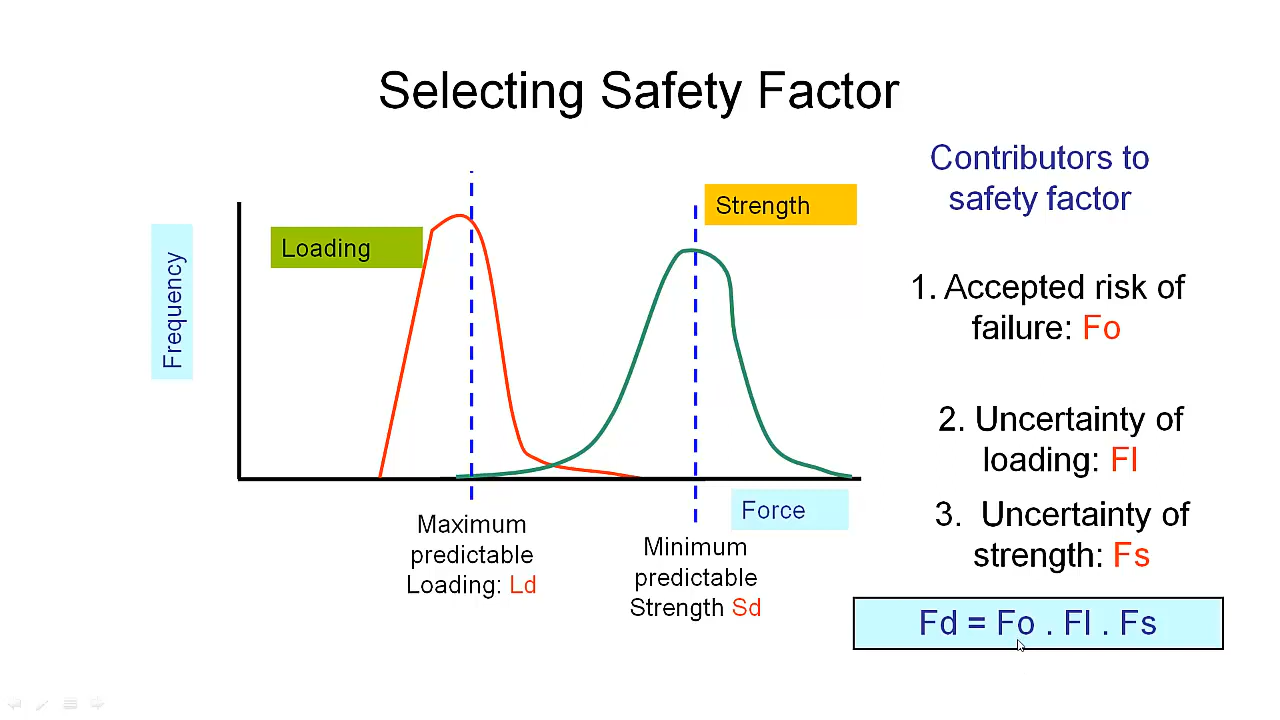 Selecting Safety Factor
Contributors to
safety factor
Strength
Loading
Frequency
1. Accepted risk of
failure: Fo
2. Uncertainty of
loading: Fl
3. Uncertainty of
strength: Fs
Force
Maximum
predictable
Loading: Ld
Minimum
predictable
Strength Sd
Fd = Fo . Fl . Fs